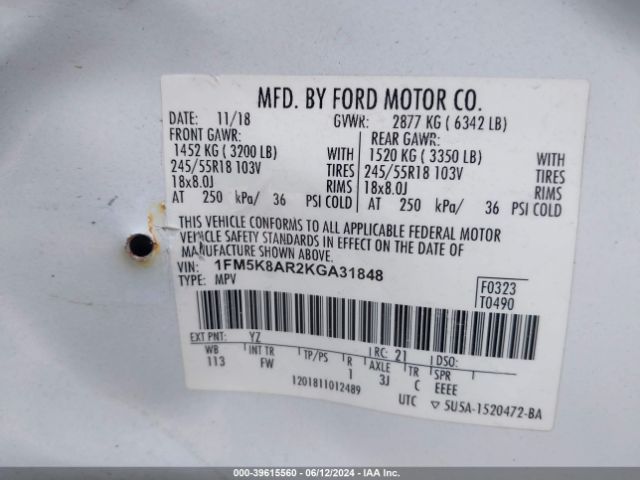 MFD. BY FORD MOTOR CO.
DATE: 11/18 GVWR: 2877 KG ( 6342 LB)
FRONT GAWR: REAR GAWR:
1452 KG ( 3200 LB) WITH 1520 KG ( 3350 LB) WITH
245/55R18 103V TIRES 245/55R18 103V TIRES
18x8.0J RIMS 18x8.0J RIMS
AT 250 kPa/ 36 PSI COLD AT 250 kPa/ 36 PSI COLD
THIS VEHICLE CONFORMS TO ALL APPLICABLE FEDERAL MOTOR
VEHICLE SAFETY STANDARDS IN EFFECT ON THE DATE OF
MANUFACTURE SHOWN ABOVE.
VIN: 1FM5K8AR2KGA31848
TYPE: MPV
F0323
T0490
EXT PNT: YZ RC: 21 DSO:
WB INT TR TP/PS R AXLE TR SPR
113 FW 1 3J C EEEE
1201811012489 UTC ▽ 5U5A-1520472-BA
000-39615560 - 06/12/2024 - IAA Inc.